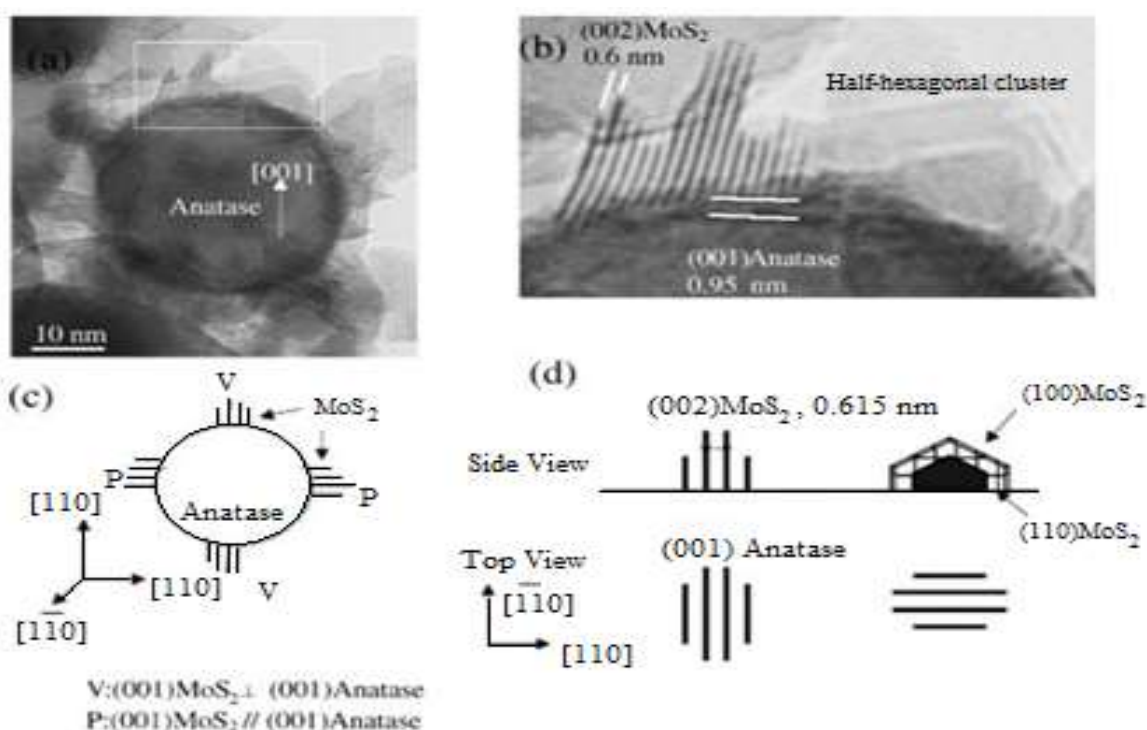 (a)
[001]
Anatase
10 nm
(b)
(002)MoS₂
0.6 nm
Half-hexagonal cluster
(001)Anatase
0.95 nm
(c)
V
MoS₂
P
P
Anatase
V
[110]
[110]
[11̅0]
V:(001)MoS₂⊥ (001)Anatase
P:(001)MoS₂// (001)Anatase
(d)
(002)MoS₂, 0.615 nm
(100)MoS₂
Side View
(110)MoS₂
Top View
(001) Anatase
[1̅10]
[110]